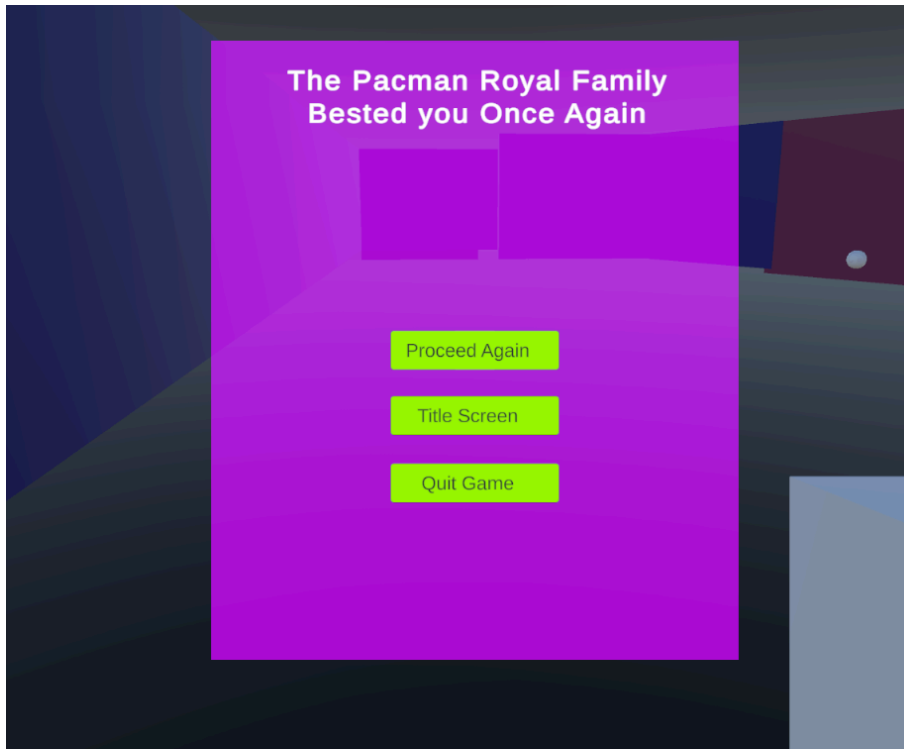 The Pacman Royal Family
Bested you Once Again
Proceed Again
Title Screen
Quit Game